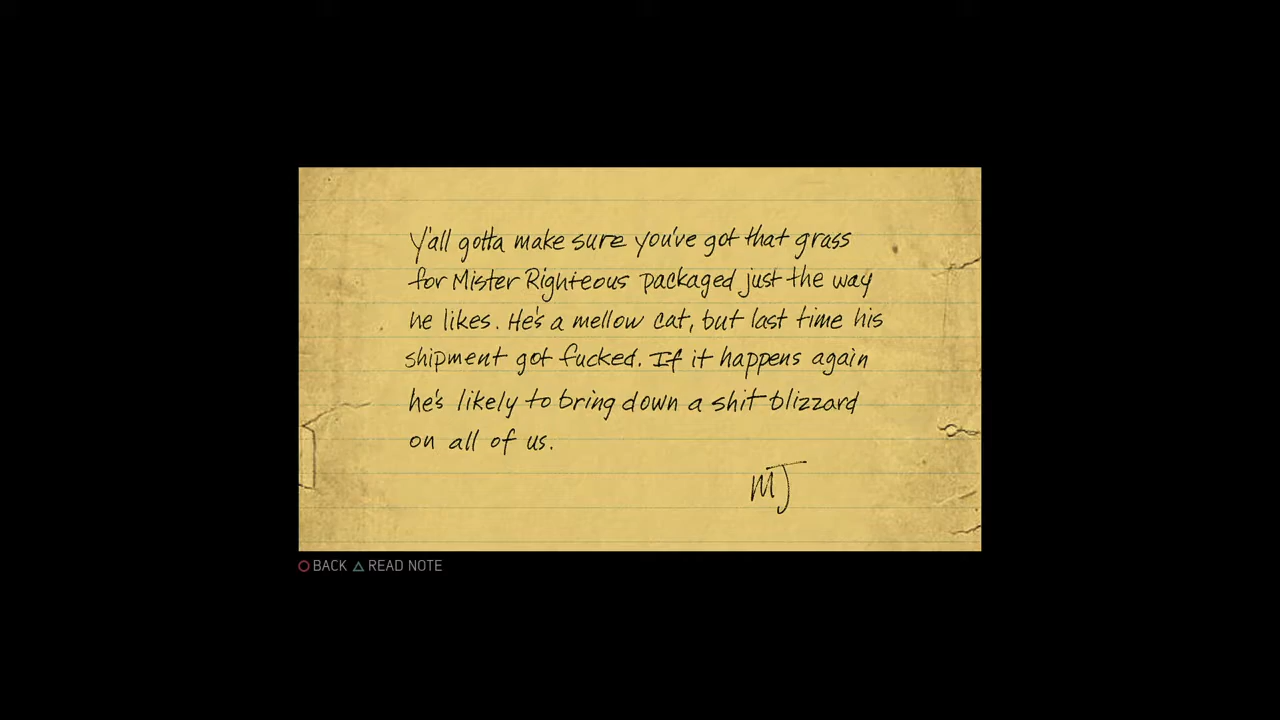 Y'all gotta make sure you've got that grass
for Mister Righteous packaged just the way
he likes. He's a mellow cat, but last time his
shipment got fucked. If it happens again
he's likely to bring down a shit blizzard
on all of us.
MJ
BACK READ NOTE